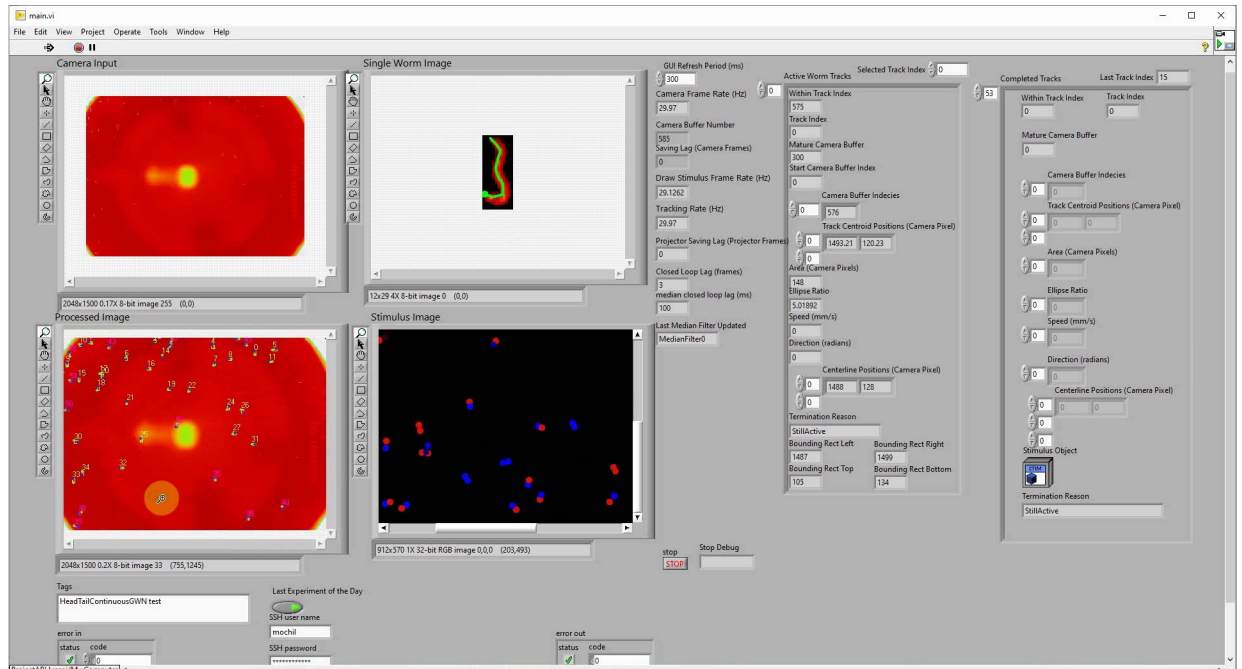 main.vi
File Edit View Project Operate Tools Window Help
Camera Input
2048x1500 0.17X 8-bit image 255 (0,0)
Single Worm Image
12x29 4X 8-bit image 0 (0,0)
Processed Image
2048x1500 0.2X 8-bit image 33 (755,1245)
Stimulus Image
912x570 1X 32-bit RGB image 0,0,0 (203,493)
GUI Refresh Period (ms)
300
Camera Frame Rate (Hz)
29.97
Camera Buffer Number
585
Saving Lag (Camera Frames)
0
Draw Stimulus Frame Rate (Hz)
29.1262
Tracking Rate (Hz)
29.97
Projector Saving Lag (Projector Frames)
0
Closed Loop Lag (frames)
3
median closed loop lag (ms)
100
Last Median Filter Updated
MedianFilter0
Selected Track Index 0
Active Worm Tracks
0
Within Track Index
575
Track Index
0
Mature Camera Buffer
300
Start Camera Buffer Index
0
Camera Buffer Indecies
0 576
Track Centroid Positions (Camera Pixel)
0 1493.21 120.23
0
Area (Camera Pixels)
148
Ellipse Ratio
5.01892
Speed (mm/s)
0
Direction (radians)
0
Centerline Positions (Camera Pixel)
0 1488 128
0
Termination Reason
StillActive
Bounding Rect Left Bounding Rect Right
1487 1499
Bounding Rect Top Bounding Rect Bottom
105 134
Completed Tracks Last Track Index 15
53
Within Track Index Track Index
0 0
Mature Camera Buffer
0
Camera Buffer Indecies
0 0
Track Centroid Positions (Camera Pixel)
0 0 0
0
Area (Camera Pixels)
0 0
Ellipse Ratio
0 0
Speed (mm/s)
0 0
Direction (radians)
0 0
Centerline Positions (Camera Pixel)
0 0 0
0
0
Stimulus Object
STIM
Termination Reason
StillActive
stop Stop Debug
STOP
Tags
HeadTailContinuousGWN test
Last Experiment of the Day
SSH user name
mochil
SSH password
************
error in
status code
0
error out
status code
0